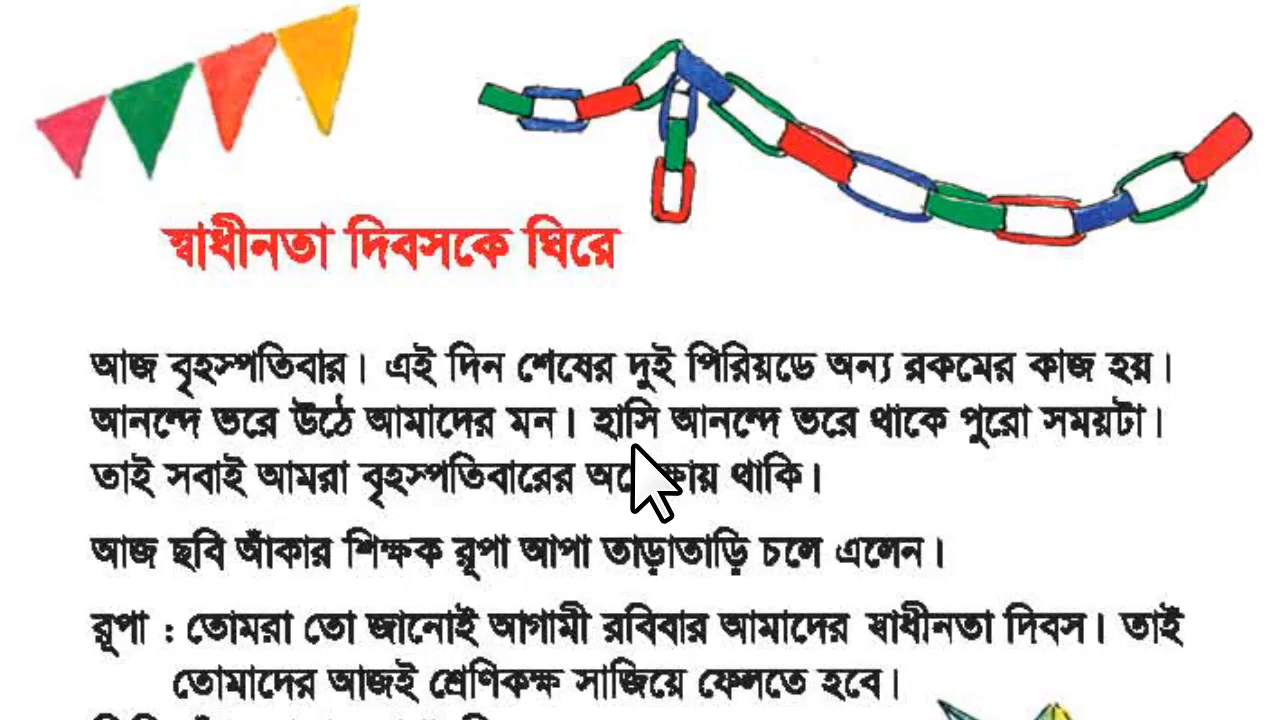 স্বাধীনতা দিবসকে ঘিরে
আজ বৃহস্পতিবার। এই দিন শেষের দুই পিরিয়ডে অন্য রকমের কাজ হয়।
আনন্দে ভরে উঠে আমাদের মন। হাসি আনন্দে ভরে থাকে পুরো সময়টা।
তাই সবাই আমরা বৃহস্পতিবারের অপেক্ষায় থাকি।
আজ ছবি আঁকার শিক্ষক রূপা আপা তাড়াতাড়ি চলে এলেন।
রূপা : তোমরা তো জানোই আগামী রবিবার আমাদের স্বাধীনতা দিবস। তাই
তোমাদের আজই শ্রেণিকক্ষ সাজিয়ে ফেলতে হবে।